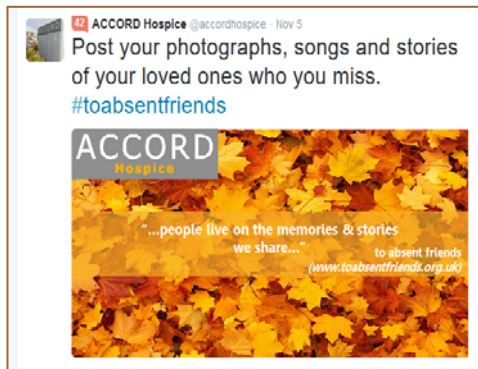 42 ACCORD Hospice @accordhospice · Nov 5
Post your photographs, songs and stories
of your loved ones who you miss.
#toabsentfriends
ACCORD
Hospice
"...people live on the memories & stories
we share..."
to absent friends
(www.toabsentfriends.org.uk)